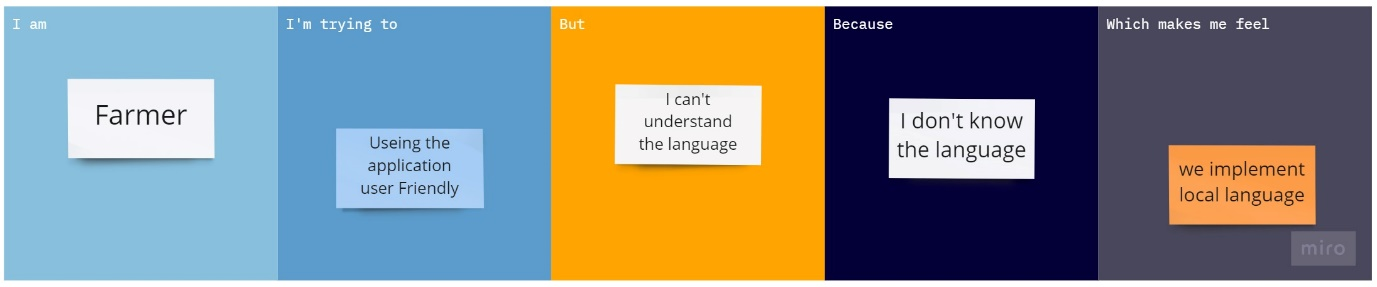 I am
Farmer
I'm trying to
Useing the
application
user Friendly
But
I can't
understand
the language
Because
I don't know
the language
Which makes me feel
we implement
local language
miro